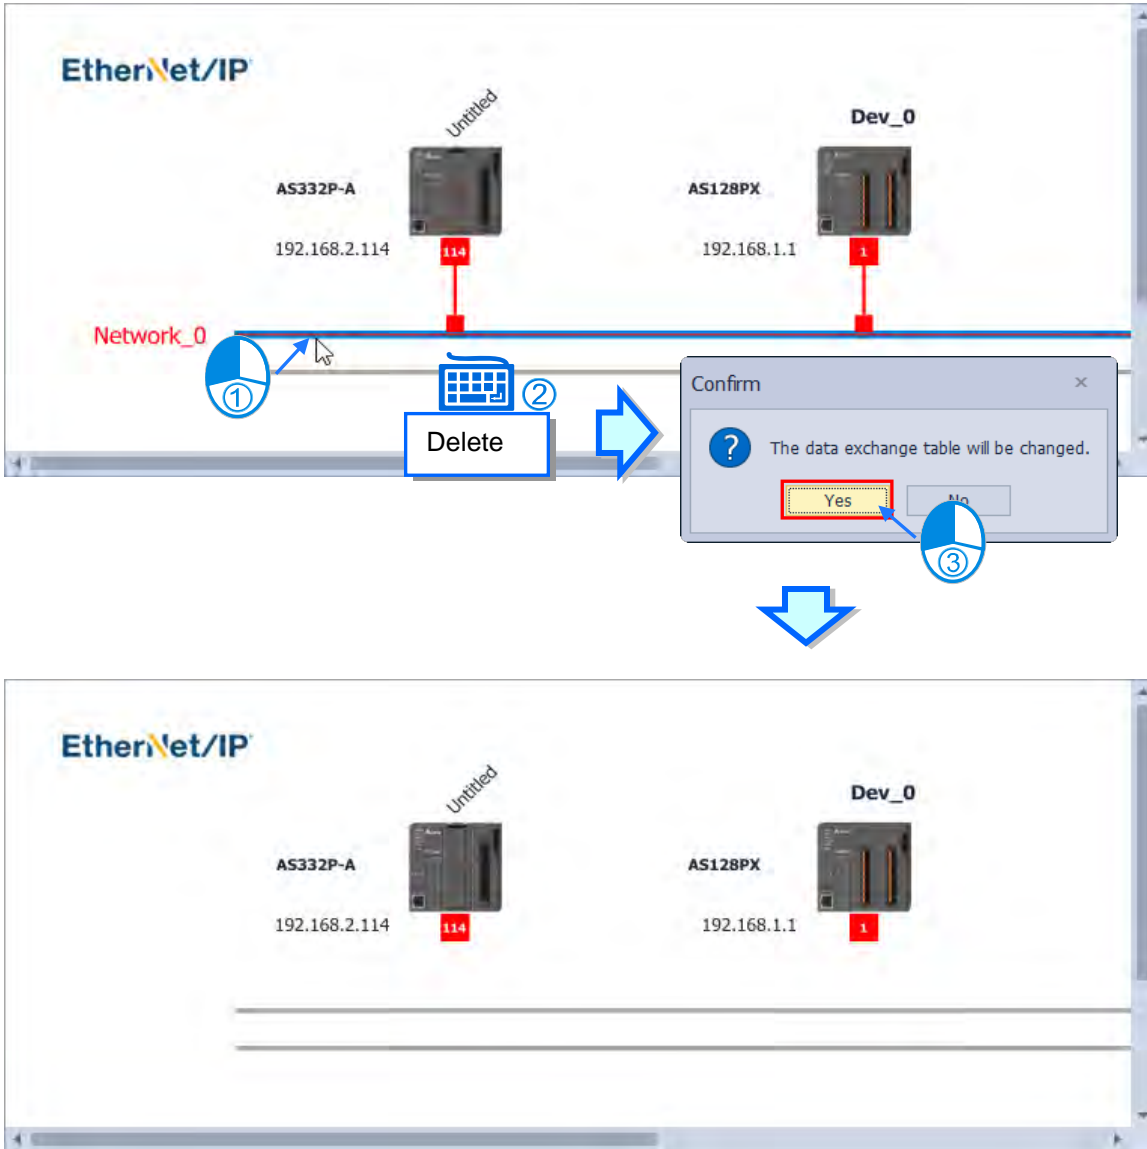 EtherNet/IP
Untitled
Dev_0
AS332P-A
AS128PX
192.168.2.114
114
192.168.1.1
1
Network_0
①
②
Delete
Confirm
The data exchange table will be changed.
Yes
No
③
EtherNet/IP
Untitled
Dev_0
AS332P-A
AS128PX
192.168.2.114
114
192.168.1.1
1